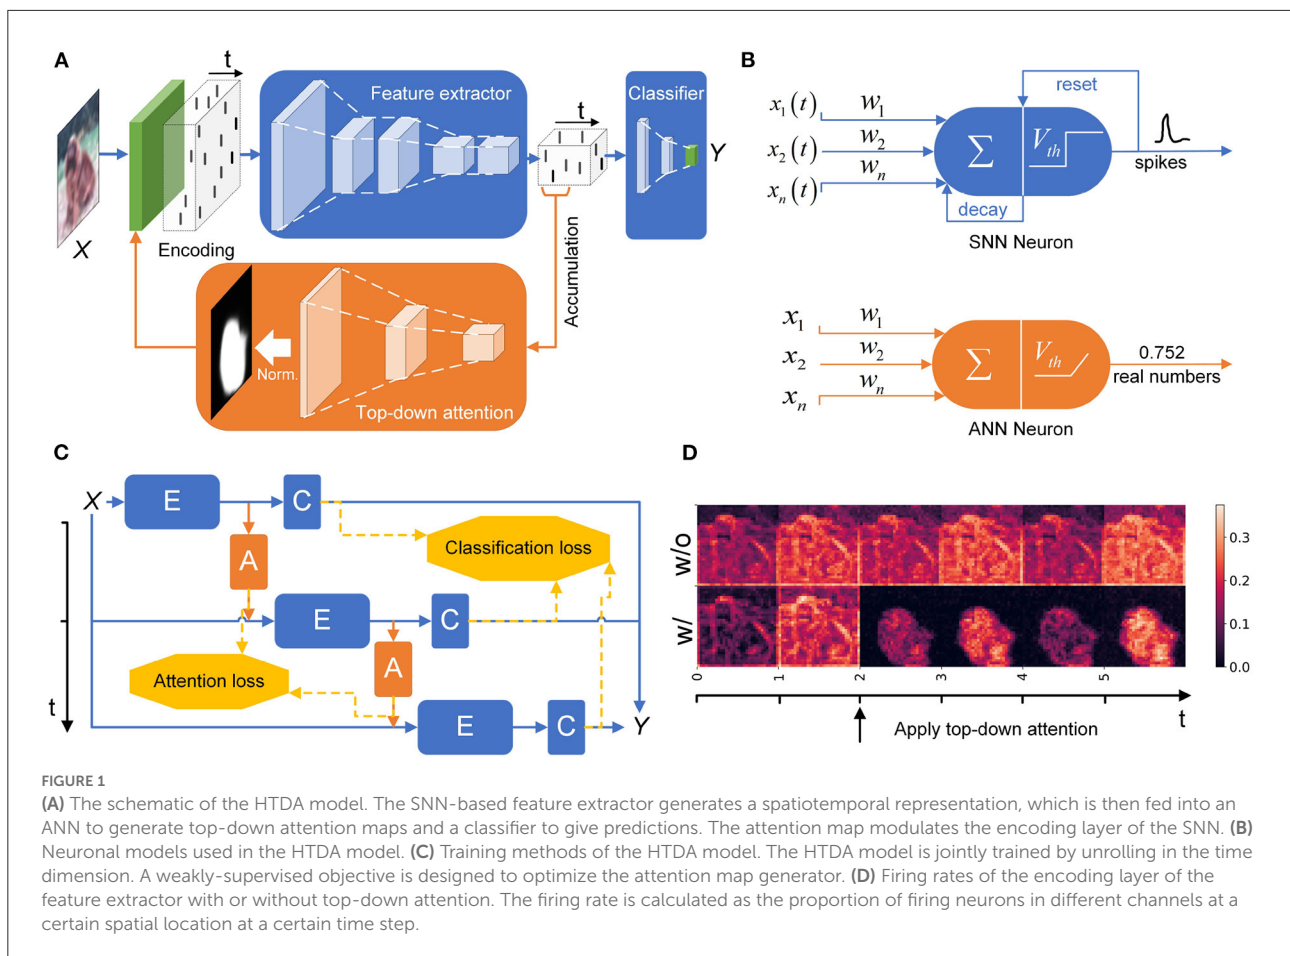 A
t
Feature extractor
t
Classifier
Y
X
Encoding
Accumulation
Norm.
Top-down attention
B
x1(t) w1
x2(t) w2
xn(t) wn
Σ
Vth
reset
decay
spikes
SNN Neuron
x1 w1
x2 w2
xn wn
Σ
Vth
0.752
real numbers
ANN Neuron
C
X
E
C
A
Classification loss
E
C
A
Attention loss
E
C
Y
t
D
w/o
w/
0.3
0.2
0.1
0.0
0 1 2 3 4 5
t
Apply top-down attention
FIGURE 1
(A) The schematic of the HTDA model. The SNN-based feature extractor generates a spatiotemporal representation, which is then fed into an
ANN to generate top-down attention maps and a classifier to give predictions. The attention map modulates the encoding layer of the SNN. (B)
Neuronal models used in the HTDA model. (C) Training methods of the HTDA model. The HTDA model is jointly trained by unrolling in the time
dimension. A weakly-supervised objective is designed to optimize the attention map generator. (D) Firing rates of the encoding layer of the
feature extractor with or without top-down attention. The firing rate is calculated as the proportion of firing neurons in different channels at a
certain spatial location at a certain time step.